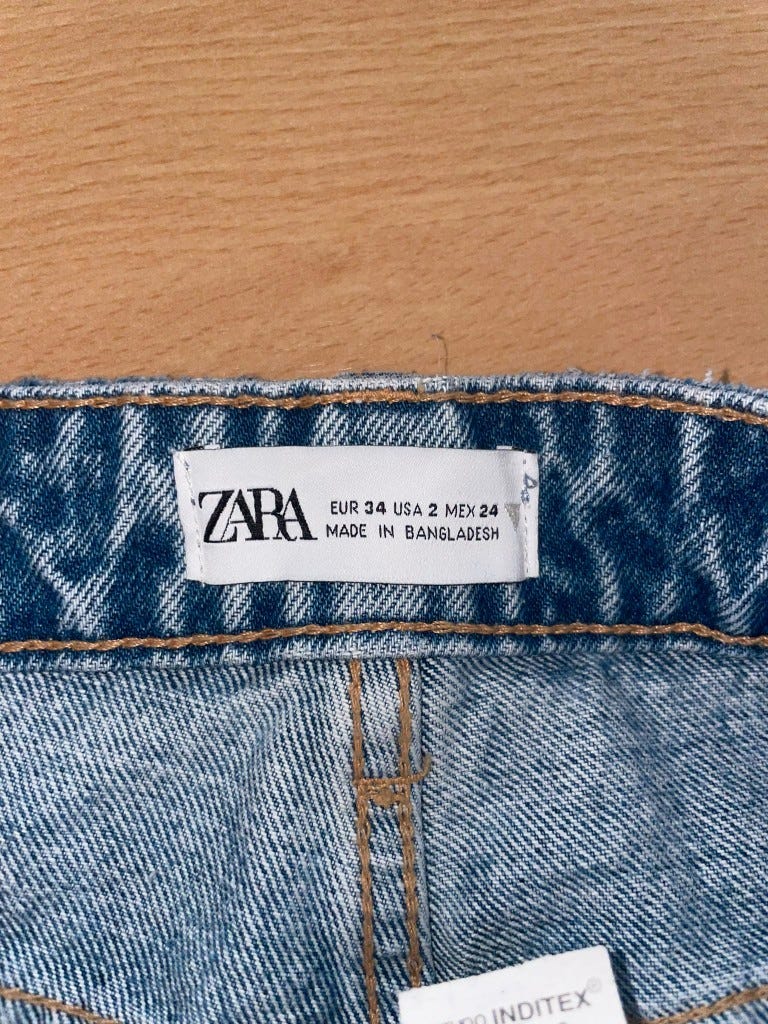 ZARA
EUR 34 USA 2 MEX 24
MADE IN BANGLADESH
INDITEX®